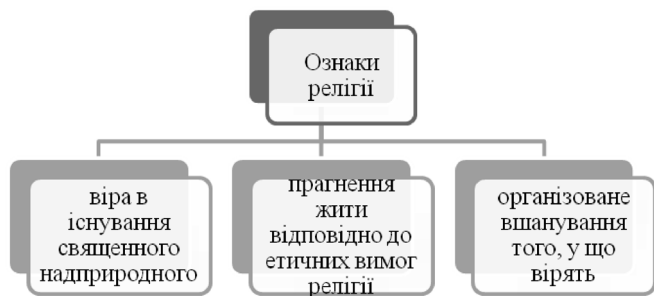 Ознаки
релігії
віра в
існування
священного
надприродного
прагнення
жити
відповідно до
етичних вимог
релігії
організоване
вшанування
того, у що
вірять